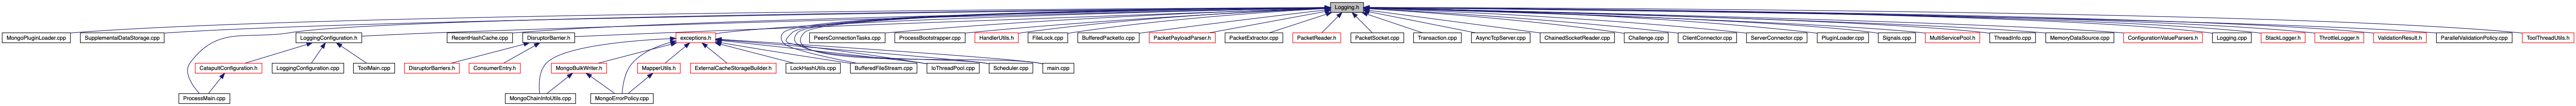 Logging.h
MongoPluginLoader.cpp
SupplementalDataStorage.cpp
LoggingConfiguration.h
RecentHashCache.cpp
DisruptorBarrier.h
exceptions.h
PeersConnectionTasks.cpp
ProcessBootstrapper.cpp
HandlerUtils.h
FileLock.cpp
BufferedPacketIo.cpp
PacketPayloadParser.h
PacketExtractor.cpp
PacketReader.h
PacketSocket.cpp
Transaction.cpp
AsyncTcpServer.cpp
ChainedSocketReader.cpp
Challenge.cpp
ClientConnector.cpp
ServerConnector.cpp
PluginLoader.cpp
Signals.cpp
MultiServicePool.h
ThreadInfo.cpp
MemoryDataSource.cpp
ConfigurationValueParsers.h
Logging.cpp
StackLogger.h
ThrottleLogger.h
ValidationResult.h
ParallelValidationPolicy.cpp
ToolThreadUtils.h
CatapultConfiguration.h
LoggingConfiguration.cpp
ToolMain.cpp
DisruptorBarriers.h
ConsumerEntry.h
MongoBulkWriter.h
MapperUtils.h
ExternalCacheStorageBuilder.h
LockHashUtils.cpp
BufferedFileStream.cpp
IoThreadPool.cpp
Scheduler.cpp
main.cpp
ProcessMain.cpp
MongoChainInfoUtils.cpp
MongoErrorPolicy.cpp